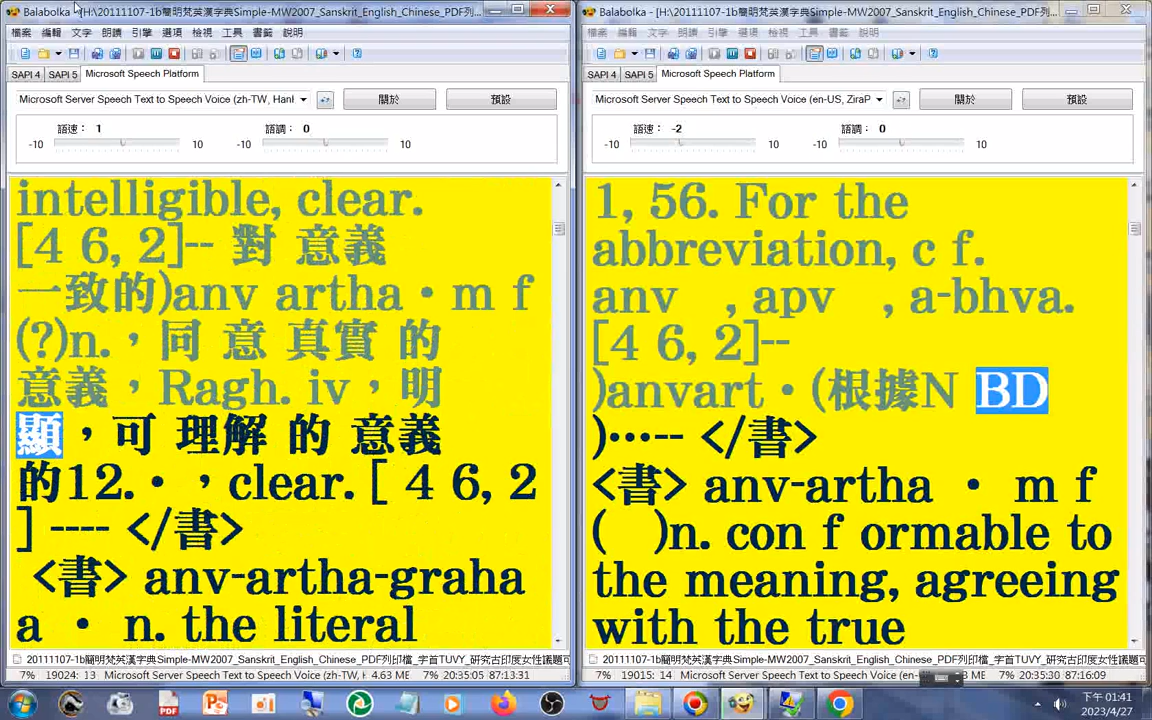 Balabolka - [H:\20111107-1b簡明梵英漢字典Simple-MW2007_Sanskrit_English_Chinese_PDF列...
檔案 編輯 文字 朗讀 引擎 選項 檢視 工具 書籤 說明
SAPI 4 SAPI 5 Microsoft Speech Platform
Microsoft Server Speech Text to Speech Voice (zh-TW, Hanl
關於 預設
語速： 1 語調： 0
-10 10 -10 10
intelligible, clear.
[4 6, 2]-- 對 意義
一致的)anv artha・m f
(?)n.，同 意 真實 的
意義，Ragh. iv，明
顯，可 理解 的 意義
的12.・，clear. [ 4 6, 2
] ---- </書>
<書> anv-artha-graha
a ・ n. the literal
20111107-1b簡明梵英漢字典Simple-MW2007_Sanskrit_English_Chinese_PDF列印檔_字首TUVY_研究古印度女性議題可
7% 19024: 13 Microsoft Server Speech Text to Speech Voice (zh-TW, H 4.63 ME 7% 20:35:05 87:13:31
Balabolka - [H:\20111107-1b簡明梵英漢字典Simple-MW2007_Sanskrit_English_Chinese_PDF列印檔_字...
檔案 編輯 文字 朗讀 引擎 選項 檢視 工具 書籤 說明
SAPI 4 SAPI 5 Microsoft Speech Platform
Microsoft Server Speech Text to Speech Voice (en-US, ZiraP
關於 預設
語速： -2 語調： 0
-10 10 -10 10
1, 56. For the
abbreviation, c f.
anv , apv , a-bhva.
[4 6, 2]--
)anvart・(根據N BD
)…-- </書>
<書> anv-artha ・ m f
( )n. con f ormable to
the meaning, agreeing
with the true
20111107-1b簡明梵英漢字典Simple-MW2007_Sanskrit_English_Chinese_PDF列印檔_字首TUVY_研究古印度女性議題可
7% 19015: 14 Microsoft Server Speech Text to Speech Voice (en-US, Z ME 7% 20:35:30 87:16:09
下午 01:41
2023/4/27